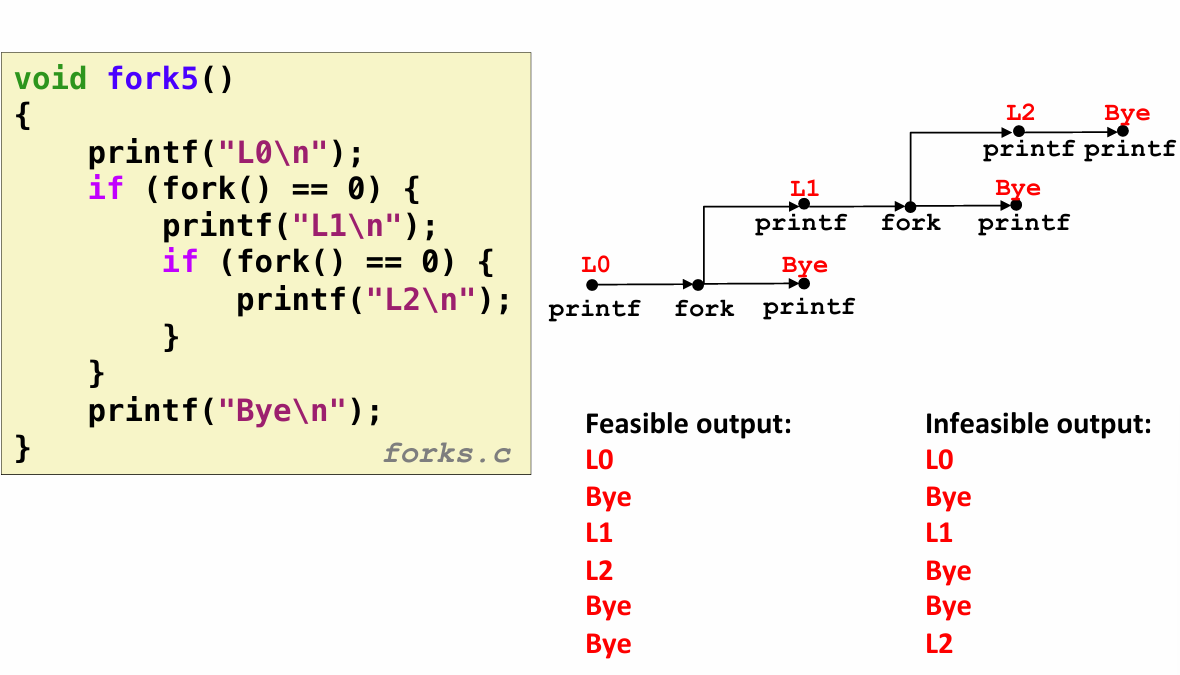 void fork5()
{
    printf("L0\n");
    if (fork() == 0) {
        printf("L1\n");
        if (fork() == 0) {
            printf("L2\n");
        }
    }
    printf("Bye\n");
}
forks.c
L2 Bye
printf printf
L1 Bye
printf fork printf
L0 Bye
printf fork printf
Feasible output:
L0
Bye
L1
L2
Bye
Bye
Infeasible output:
L0
Bye
L1
Bye
Bye
L2